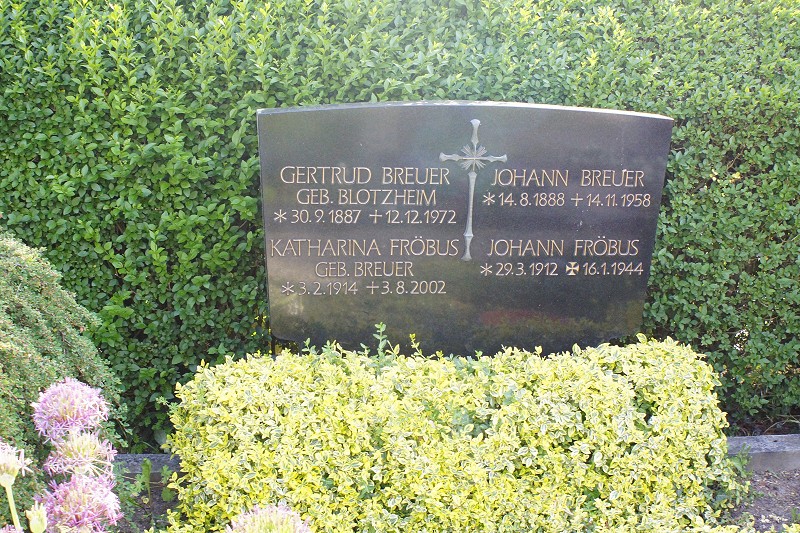 GERTRUD BREUER
GEB. BLOTZHEIM
*30.9.1887 +12.12.1972
JOHANN BREUER
*14.8.1888 +14.11.1958
KATHARINA FRÖBUS
GEB. BREUER
*3.2.1914 +3.8.2002
JOHANN FRÖBUS
*29.3.1912 ✠16.1.1944